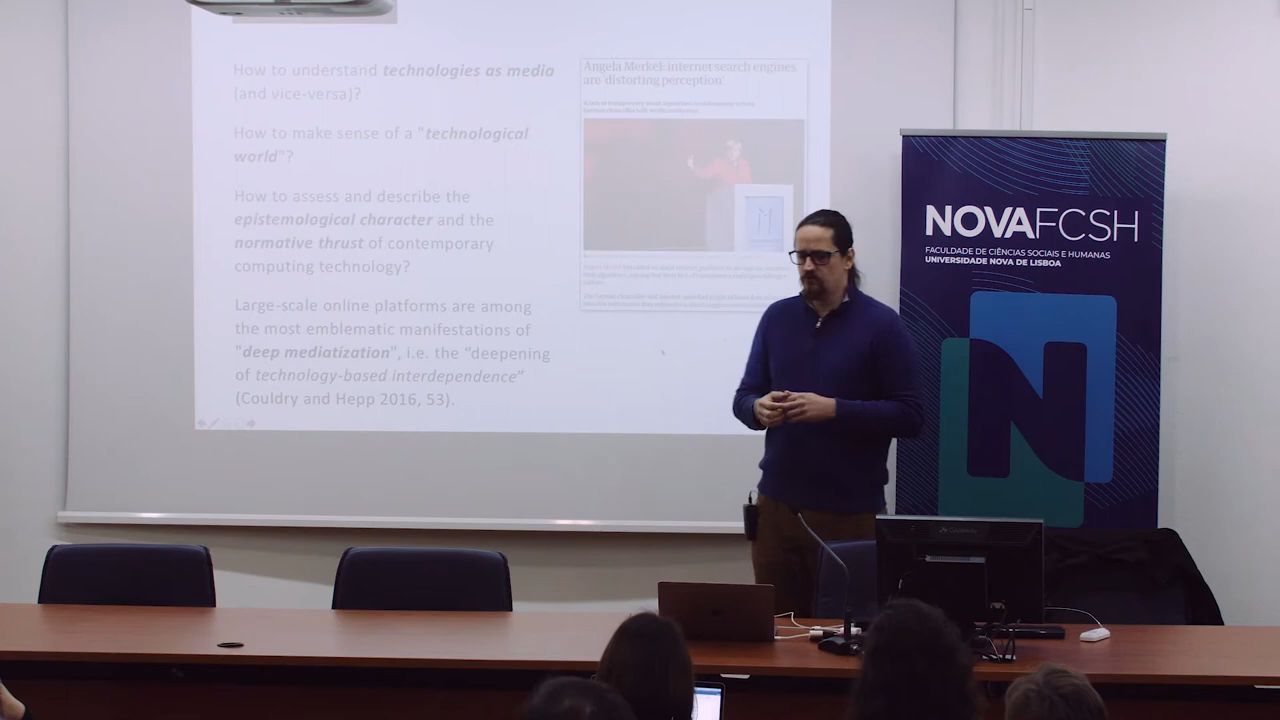 How to understand technologies as media
(and vice-versa)?
How to make sense of a "technological
world"?
How to assess and describe the
epistemological character and the
normative thrust of contemporary
computing technology?
Large-scale online platforms are among
the most emblematic manifestations of
"deep mediatization", i.e. the “deepening
of technology-based interdependence”
(Couldry and Hepp 2016, 53).
Angela Merkel: internet search engines
are 'distorting perception'
NOVAFCSH
FACULDADE DE CIÊNCIAS SOCIAIS E HUMANAS
UNIVERSIDADE NOVA DE LISBOA
N